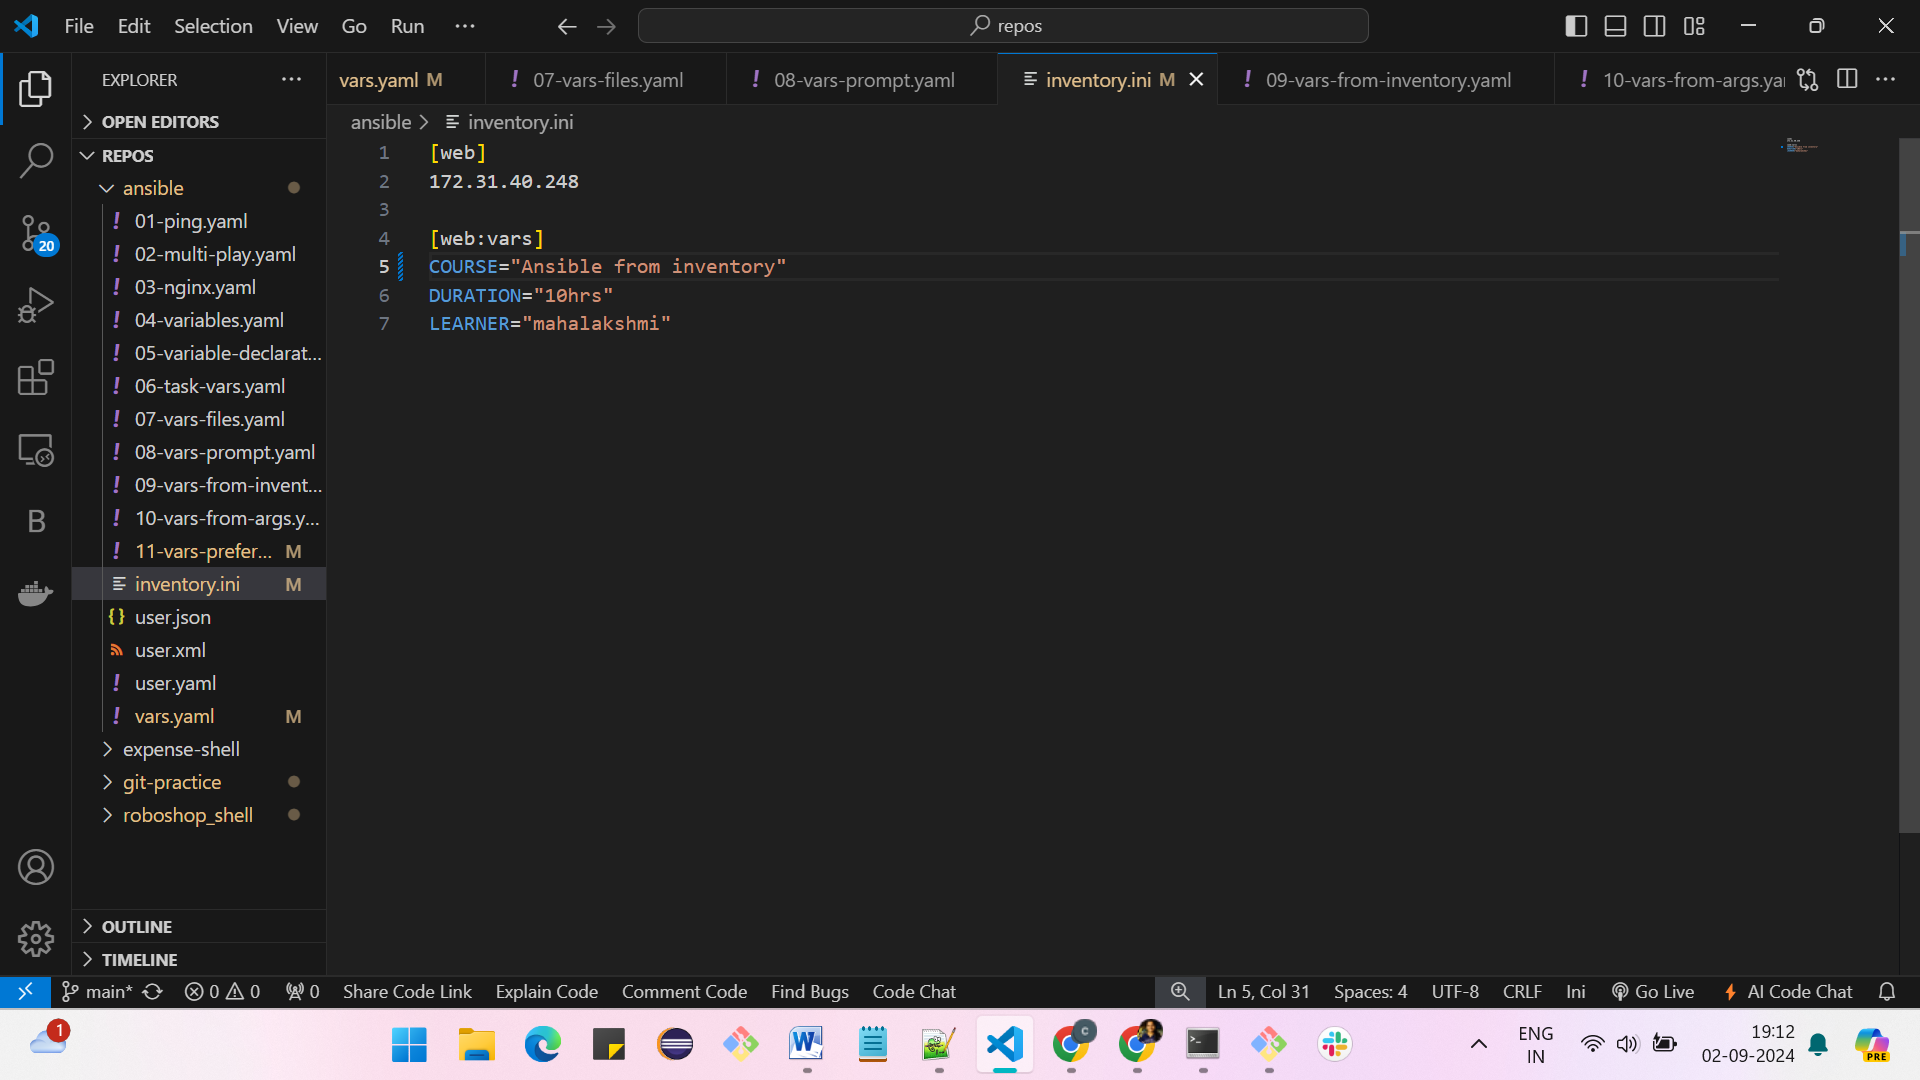 File Edit Selection View Go Run ···
repos
EXPLORER ···
OPEN EDITORS
REPOS
ansible
01-ping.yaml
02-multi-play.yaml
03-nginx.yaml
04-variables.yaml
05-variable-declarat...
06-task-vars.yaml
07-vars-files.yaml
08-vars-prompt.yaml
09-vars-from-invent...
10-vars-from-args.y...
11-vars-prefer... M
inventory.ini M
user.json
user.xml
user.yaml
vars.yaml M
expense-shell
git-practice
roboshop_shell
OUTLINE
TIMELINE
20
B
vars.yaml M
07-vars-files.yaml
08-vars-prompt.yaml
inventory.ini M
09-vars-from-inventory.yaml
10-vars-from-args.yar
ansible > inventory.ini
1 [web]
2 172.31.40.248
3
4 [web:vars]
5 COURSE="Ansible from inventory"
6 DURATION="10hrs"
7 LEARNER="mahalakshmi"
main* 0 0 0 Share Code Link Explain Code Comment Code Find Bugs Code Chat Ln 5, Col 31 Spaces: 4 UTF-8 CRLF Ini Go Live AI Code Chat
1
W
C
ENG
IN
19:12
02-09-2024
PRE